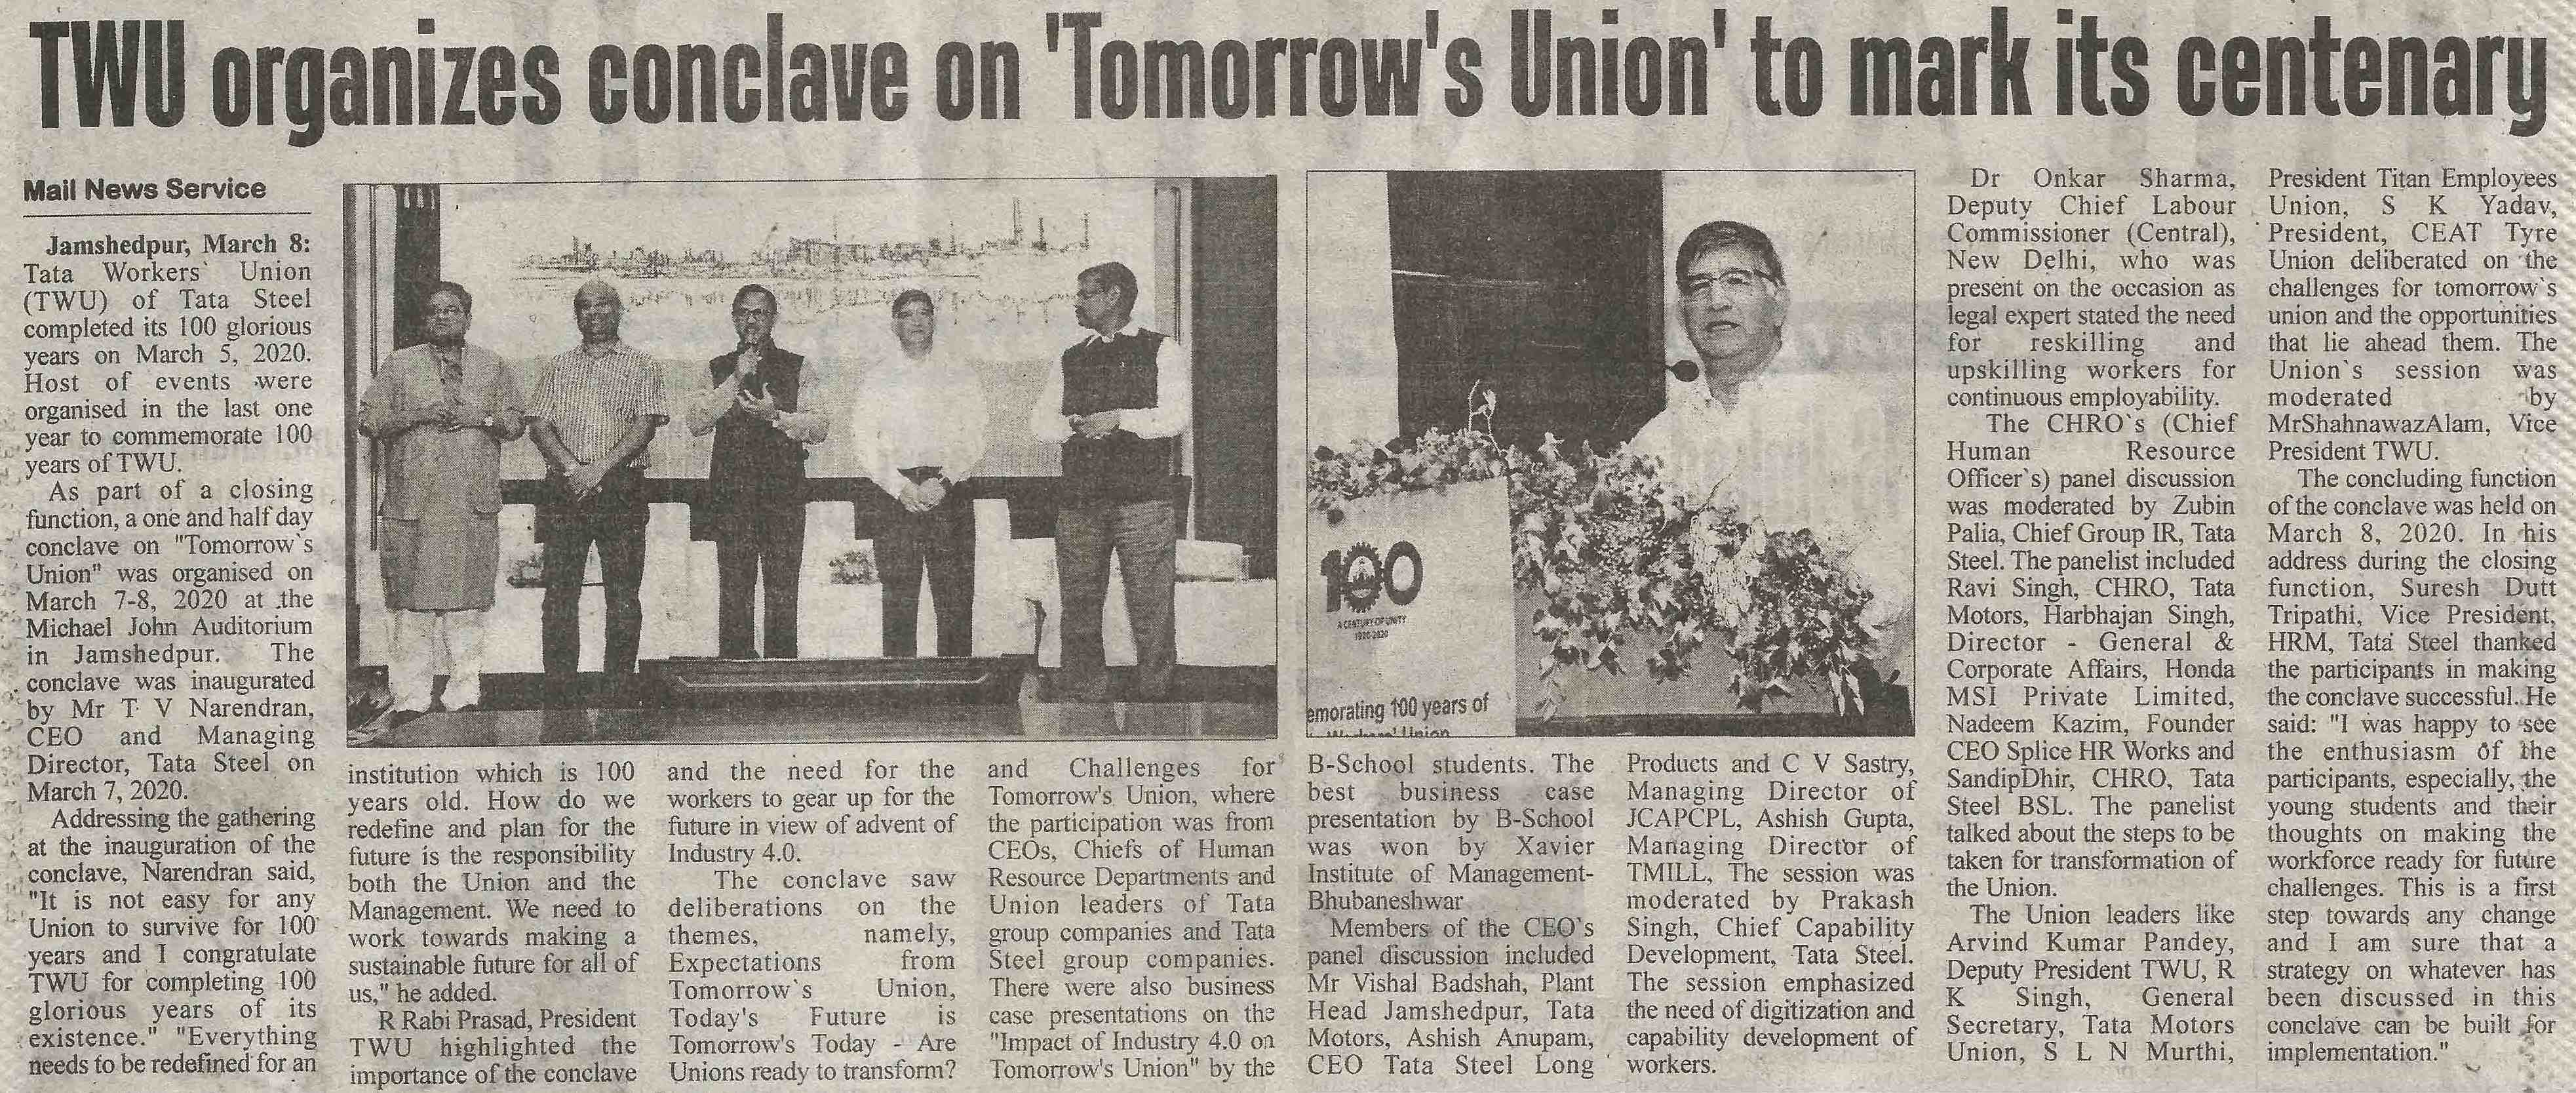 TWU organizes conclave on 'Tomorrow's Union' to mark its centenary
Mail News Service
Jamshedpur, March 8:
Tata Workers` Union
(TWU) of Tata Steel
completed its 100 glorious
years on March 5, 2020.
Host of events were
organised in the last one
year to commemorate 100
years of TWU.
As part of a closing
function, a one and half day
conclave on "Tomorrow`s
Union" was organised on
March 7-8, 2020 at the
Michael John Auditorium
in Jamshedpur. The
conclave was inaugurated
by Mr T V Narendran,
CEO and Managing
Director, Tata Steel on
March 7, 2020.
Addressing the gathering
at the inauguration of the
conclave, Narendran said,
"It is not easy for any
Union to survive for 100
years and I congratulate
TWU for completing 100
glorious years of its
existence." "Everything
needs to be redefined for an
institution which is 100
years old. How do we
redefine and plan for the
future is the responsibility
both the Union and the
Management. We need to
work towards making a
sustainable future for all of
us," he added.
R Rabi Prasad, President
TWU highlighted the
importance of the conclave
and the need for the
workers to gear up for the
future in view of advent of
Industry 4.0.
The conclave saw
deliberations on the
themes, namely,
Expectations from
Tomorrow`s Union,
Today's Future is
Tomorrow's Today - Are
Unions ready to transform?
and Challenges for
Tomorrow's Union, where
the participation was from
CEOs, Chiefs of Human
Resource Departments and
Union leaders of Tata
group companies and Tata
Steel group companies.
There were also business
case presentations on the
"Impact of Industry 4.0 on
Tomorrow's Union" by the
100
A CENTURY OF UNITY
1920-2020
emorating 100 years of
Workers' Union
B-School students. The
best business case
presentation by B-School
was won by Xavier
Institute of Management-
Bhubaneshwar
Members of the CEO`s
panel discussion included
Mr Vishal Badshah, Plant
Head Jamshedpur, Tata
Motors, Ashish Anupam,
CEO Tata Steel Long
Products and C V Sastry,
Managing Director of
JCAPCPL, Ashish Gupta,
Managing Director of
TMILL, The session was
moderated by Prakash
Singh, Chief Capability
Development, Tata Steel.
The session emphasized
the need of digitization and
capability development of
workers.
Dr Onkar Sharma,
Deputy Chief Labour
Commissioner (Central),
New Delhi, who was
present on the occasion as
legal expert stated the need
for reskilling and
upskilling workers for
continuous employability.
The CHRO`s (Chief
Human Resource
Officer`s) panel discussion
was moderated by Zubin
Palia, Chief Group IR, Tata
Steel. The panelist included
Ravi Singh, CHRO, Tata
Motors, Harbhajan Singh,
Director - General &
Corporate Affairs, Honda
MSI Private Limited,
Nadeem Kazim, Founder
CEO Splice HR Works and
SandipDhir, CHRO, Tata
Steel BSL. The panelist
talked about the steps to be
taken for transformation of
the Union.
The Union leaders like
Arvind Kumar Pandey,
Deputy President TWU, R
K Singh, General
Secretary, Tata Motors
Union, S L N Murthi,
President Titan Employees
Union, S K Yadav,
President, CEAT Tyre
Union deliberated on the
challenges for tomorrow`s
union and the opportunities
that lie ahead them. The
Union`s session was
moderated by
MrShahnawazAlam, Vice
President TWU.
The concluding function
of the conclave was held on
March 8, 2020. In his
address during the closing
function, Suresh Dutt
Tripathi, Vice President,
HRM, Tata Steel thanked
the participants in making
the conclave successful. He
said: "I was happy to see
the enthusiasm of the
participants, especially, the
young students and their
thoughts on making the
workforce ready for future
challenges. This is a first
step towards any change
and I am sure that a
strategy on whatever has
been discussed in this
conclave can be built for
implementation."